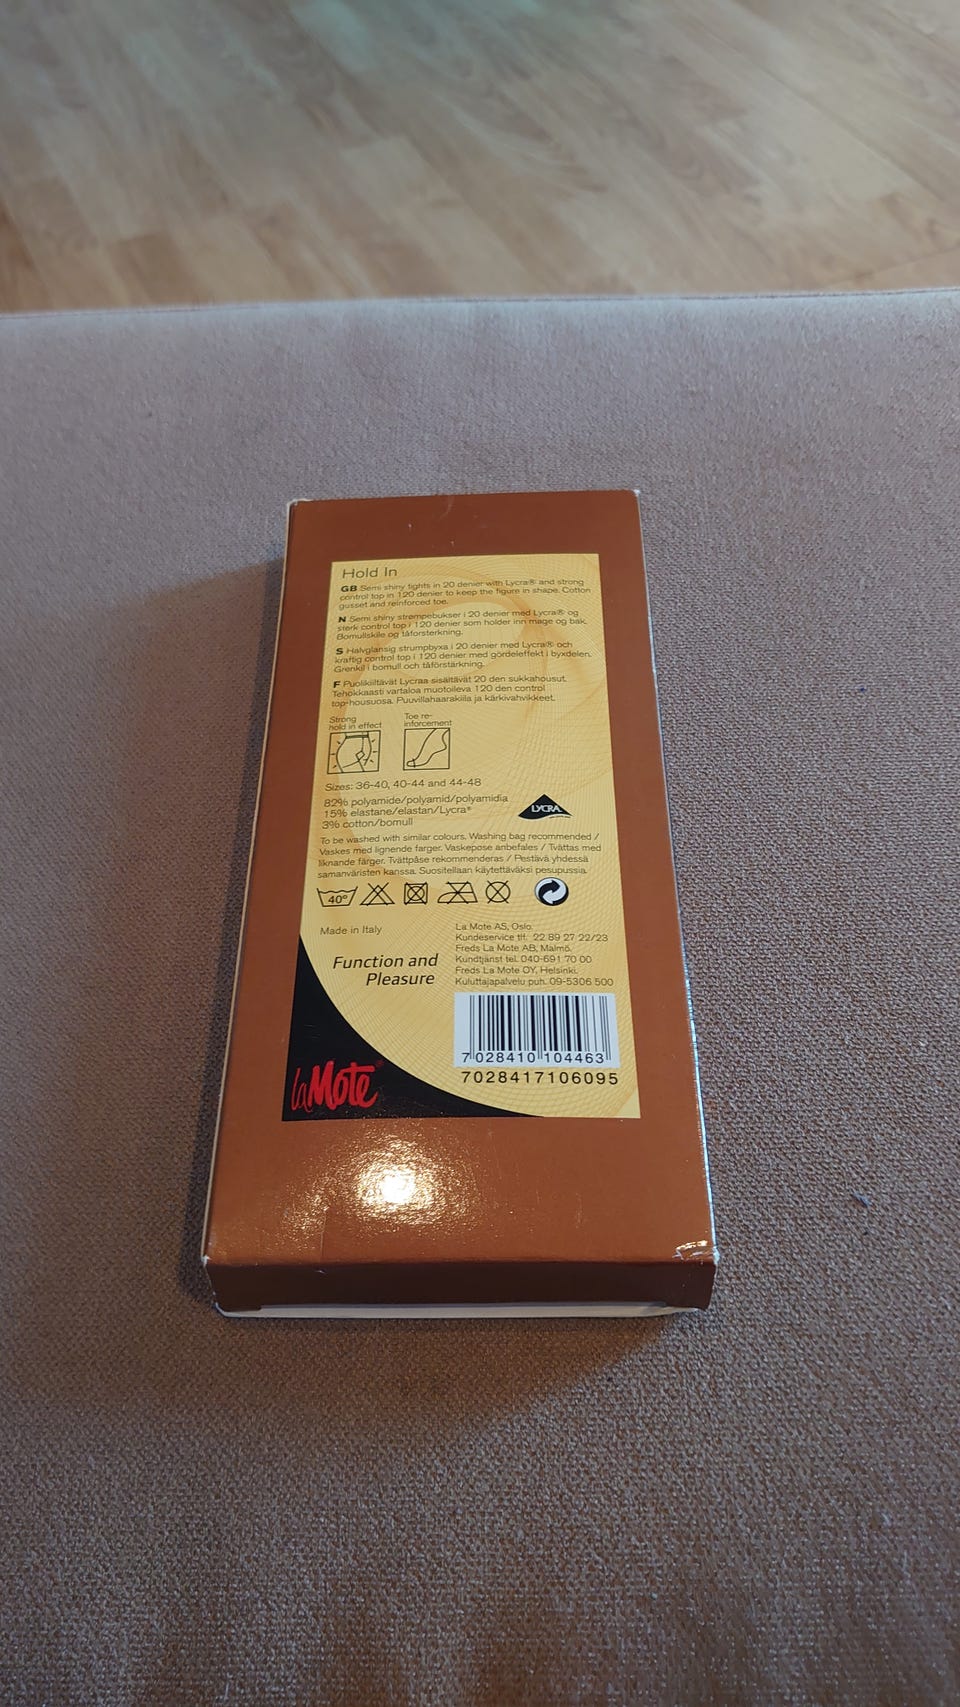 Hold In
GB Semi shiny tights in 20 denier with Lycra® and strong
control top in 120 denier to keep the figure in shape. Cotton
gusset and reinforced toe.
N Semi shiny strømpebukser i 20 denier med Lycra® og
sterk control top i 120 denier som holder inn mage og bak.
Bomullskile og tåforsterkning.
S Halvglansig strumpbyxa i 20 denier med Lycra® och
kraftig control top i 120 denier med gördeleffekt i byxdelen.
Grenkil i bomull och tåförstärkning.
F Puolikiiltävät Lycraa sisältävät 20 den sukkahousut.
Tehokkaasti vartaloa muotoileva 120 den control
top-housuosa. Puuvillahaarakiila ja kärkivahvikkeet.
Strong
hold in effect
Toe re-
inforcement
Sizes: 36-40, 40-44 and 44-48
82% polyamide/polyamid/polyamidia
15% elastane/elastan/Lycra®
3% cotton/bomull
LYCRA
To be washed with similar colours. Washing bag recommended /
Vaskes med lignende farger. Vaskepose anbefales / Tvättas med
liknande färger. Tvättpåse rekommenderas / Pestävä yhdessä
samanväristen kanssa. Suositellaan käytettäväksi pesupussia.
40°
Made in Italy
Function and
Pleasure
La Mote AS, Oslo.
Kundeservice tlf. 22 89 27 22/23
Freds La Mote AB, Malmö.
Kundtjänst tel. 040-691 70 00
Freds La Mote OY, Helsinki.
Kuluttajapalvelu puh. 09-5306 500
7 028410 104463
7028417106095
la Mote®